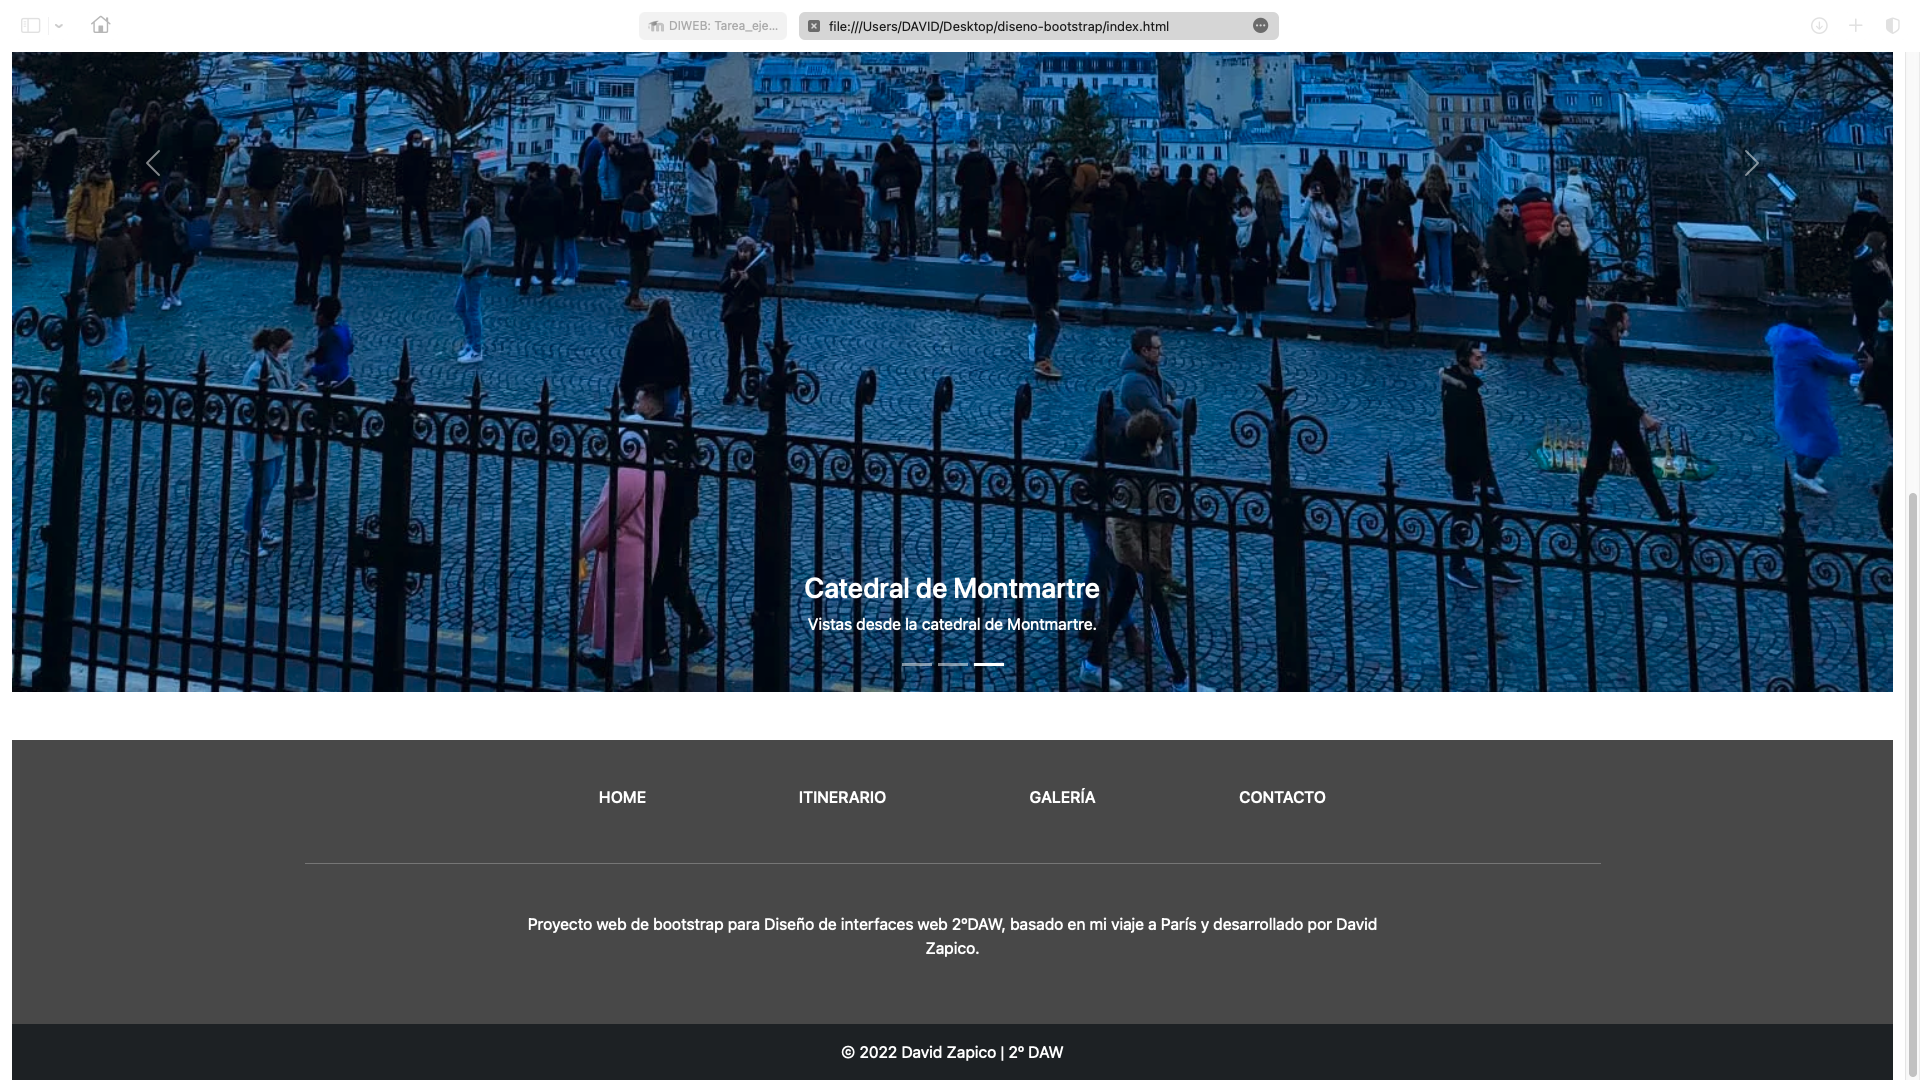 DIWEB: Tarea_eje...
file:///Users/DAVID/Desktop/diseno-bootstrap/index.html
Catedral de Montmartre
Vistas desde la catedral de Montmartre.
HOME
ITINERARIO
GALERÍA
CONTACTO
Proyecto web de bootstrap para Diseño de interfaces web 2ºDAW, basado en mi viaje a París y desarrollado por David
Zapico.
© 2022 David Zapico | 2º DAW